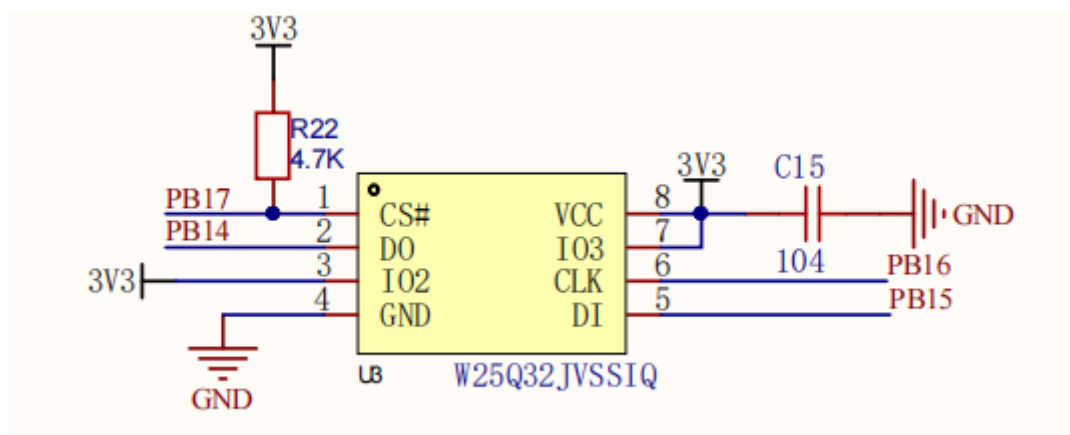 3V3
R22
4.7K
3V3
C15
PB17
1
CS#
VCC
8
GND
PB14
2
DO
IO3
7
3V3
3
IO2
CLK
6
104
PB16
4
GND
DI
5
PB15
GND
U3
W25Q32JVSSIQ